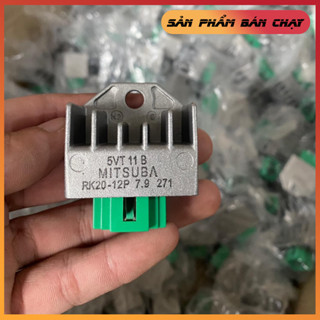 SẢN PHẨM BÁN CHẠY
5VT 11 B
MITSUBA
RK20-12P 7.9 271